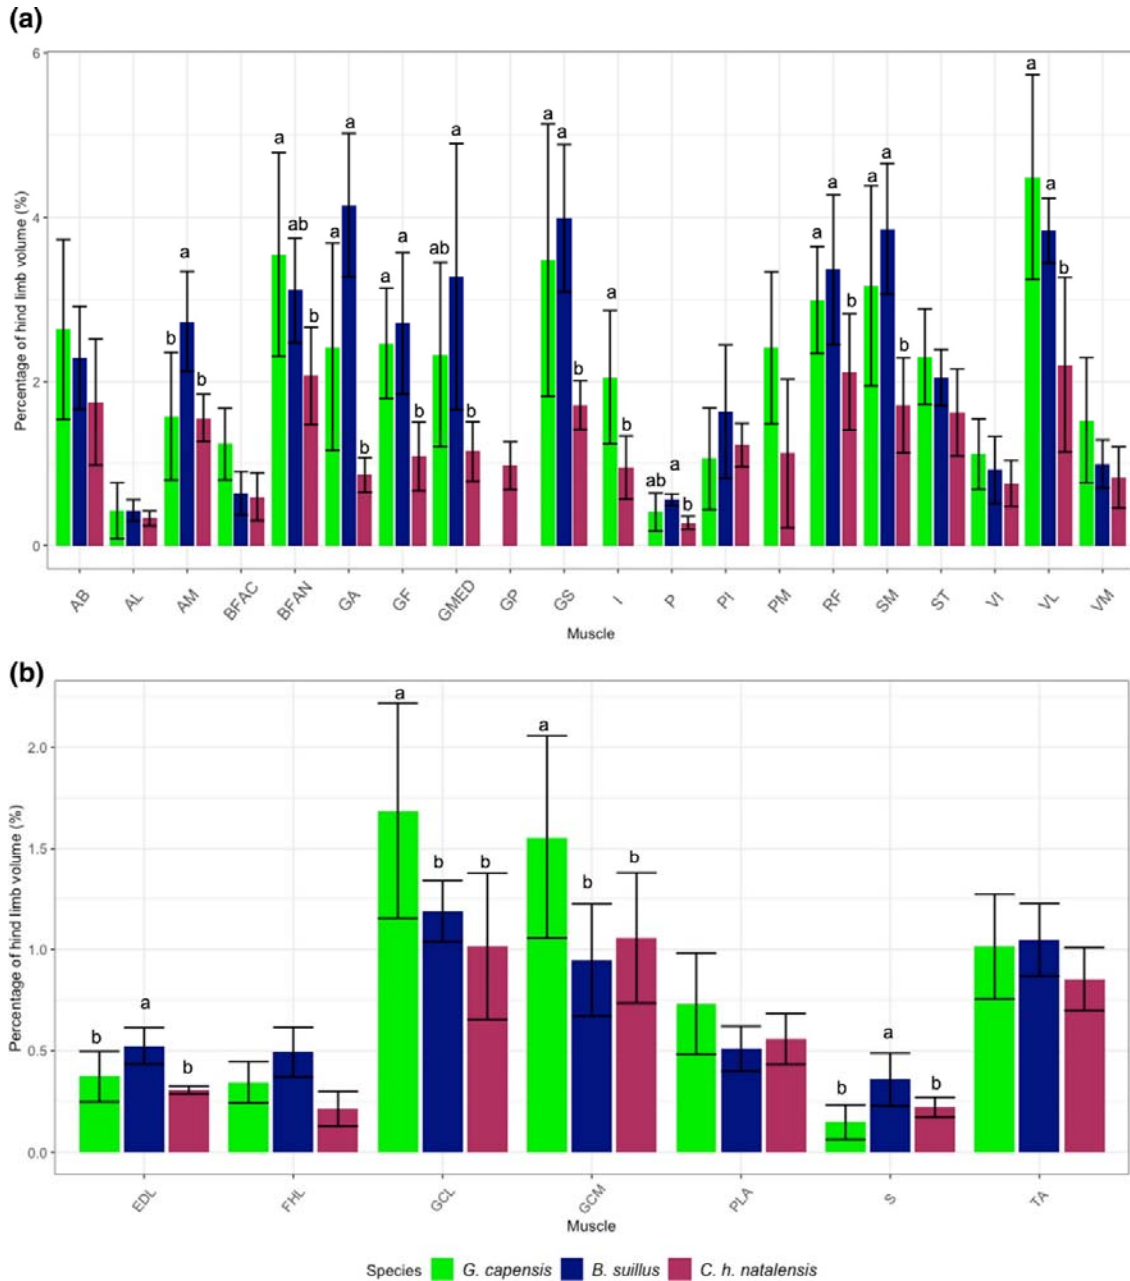 (a)
6
4
2
0
Percentage of hind limb volume (%)
a
b
a
b
a
ab
b
a
a
b
a
a
b
ab
a
b
a
a
b
a
b
ab
a
b
a
a
b
a
a
b
a
a
b
AB AL AM BFAC BFAN GA GF GMED GP GS I P PI PM RF SM ST VI VL VM
Muscle
(b)
2.0
1.5
1.0
0.5
0.0
Percentage of hind limb volume (%)
b
a
b
a
b
b
a
b
b
b
a
b
EDL FHL GCL GCM PLA S TA
Muscle
Species G. capensis B. suillus C. h. natalensis